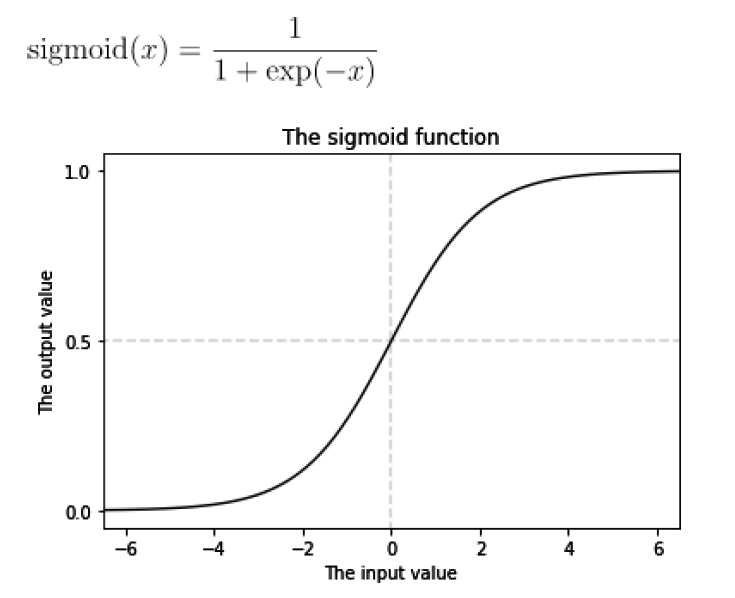 sigmoid(x) = 1 / (1 + exp(−x))
The sigmoid function
1.0
0.5
0.0
The output value
−6 −4 −2 0 2 4 6
The input value